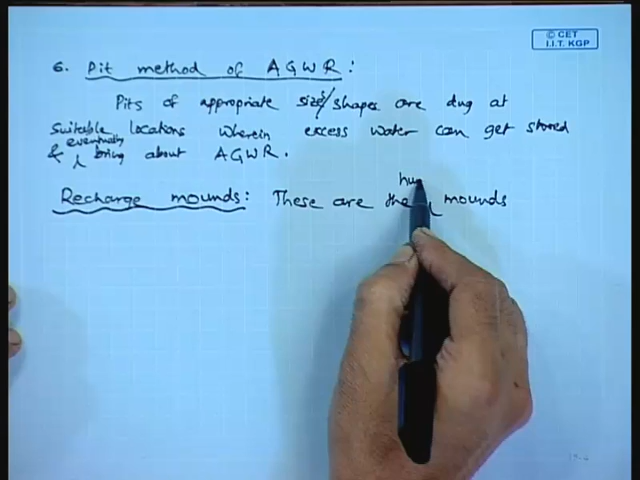 © CET
I.I.T. KGP
6. Pit method of AGWR:
Pits of appropriate sizes/shapes are dug at
suitable locations wherein excess water can get stored
& eventually bring about AGWR.
Recharge mounds: These are the hu mounds